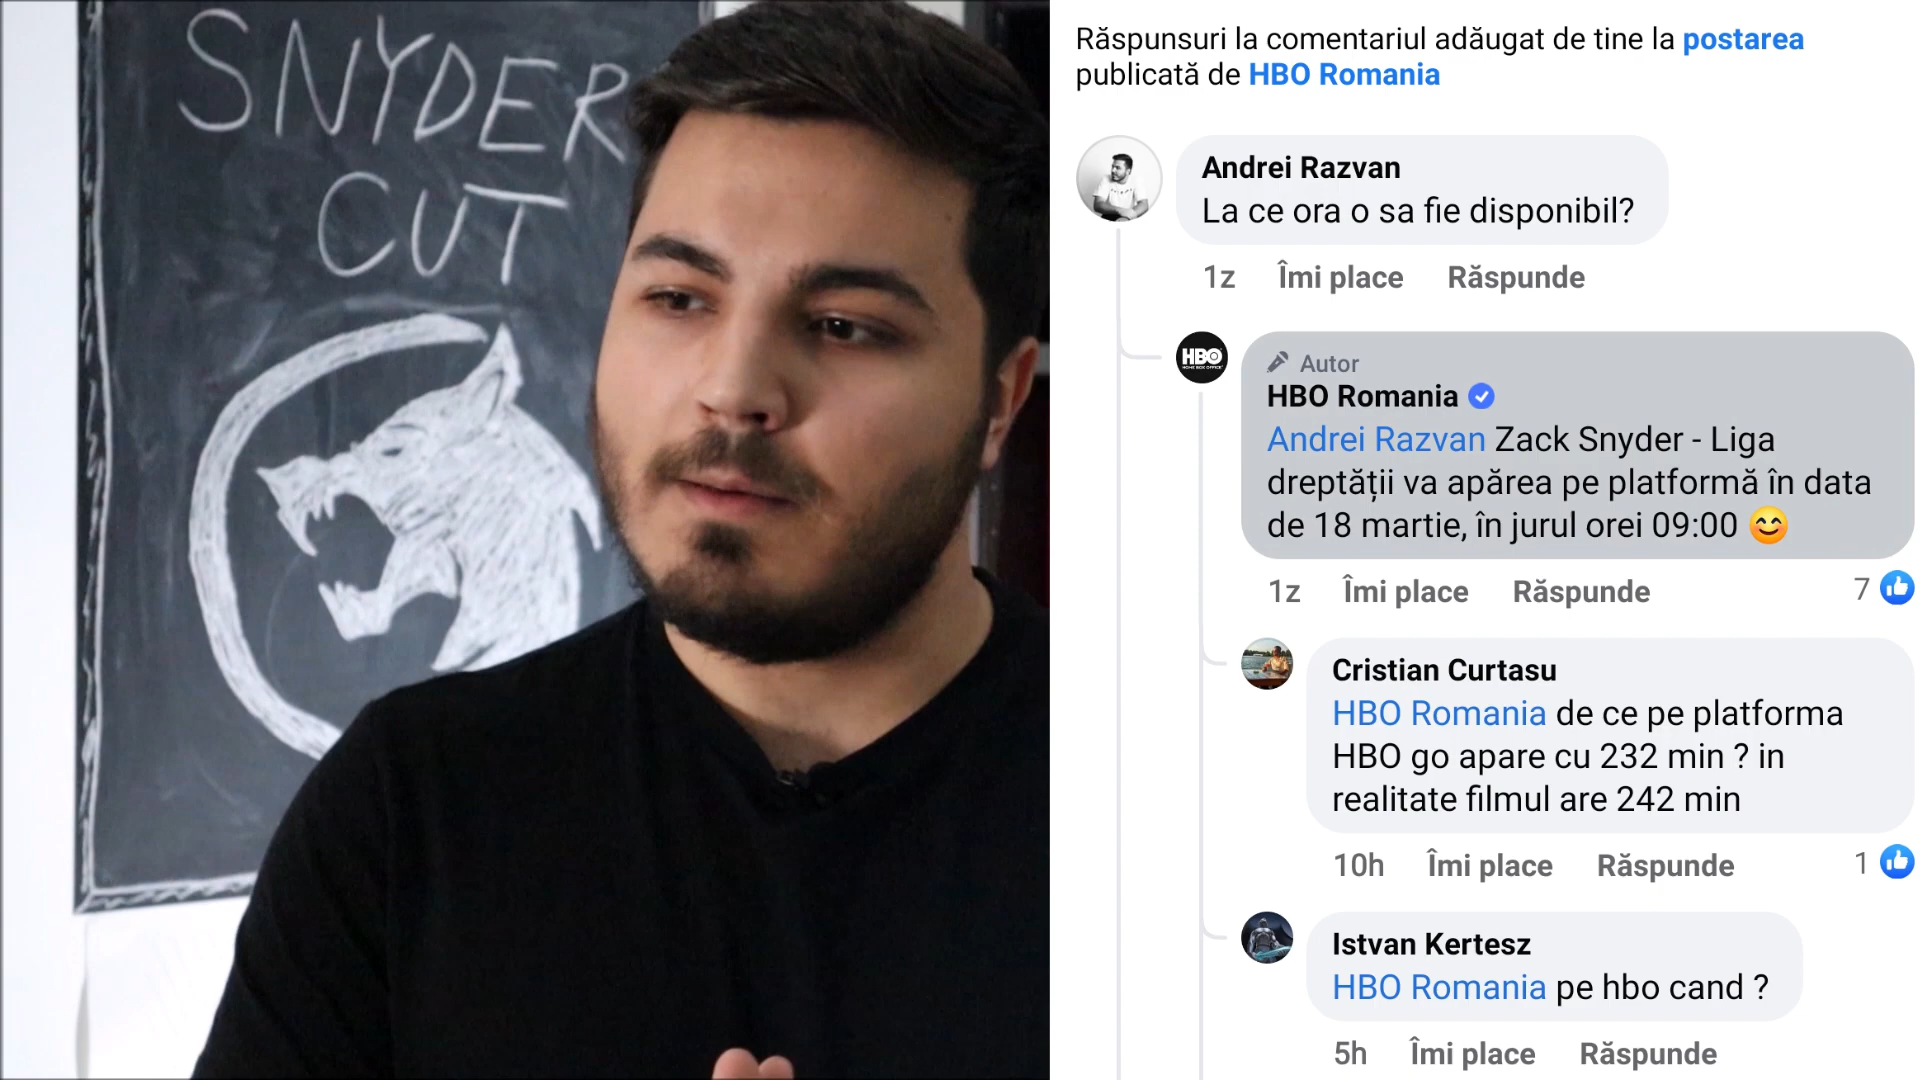 SNYDER
CUT
Răspunsuri la comentariul adăugat de tine la postarea
publicată de HBO Romania
Andrei Razvan
La ce ora o sa fie disponibil?
1z Îmi place Răspunde
HBO
Autor
HBO Romania
Andrei Razvan Zack Snyder - Liga
dreptății va apărea pe platformă în data
de 18 martie, în jurul orei 09:00 😊
1z Îmi place Răspunde 7
Cristian Curtasu
HBO Romania de ce pe platforma
HBO go apare cu 232 min ? in
realitate filmul are 242 min
10h Îmi place Răspunde 1
Istvan Kertesz
HBO Romania pe hbo cand ?
5h Îmi place Răspunde